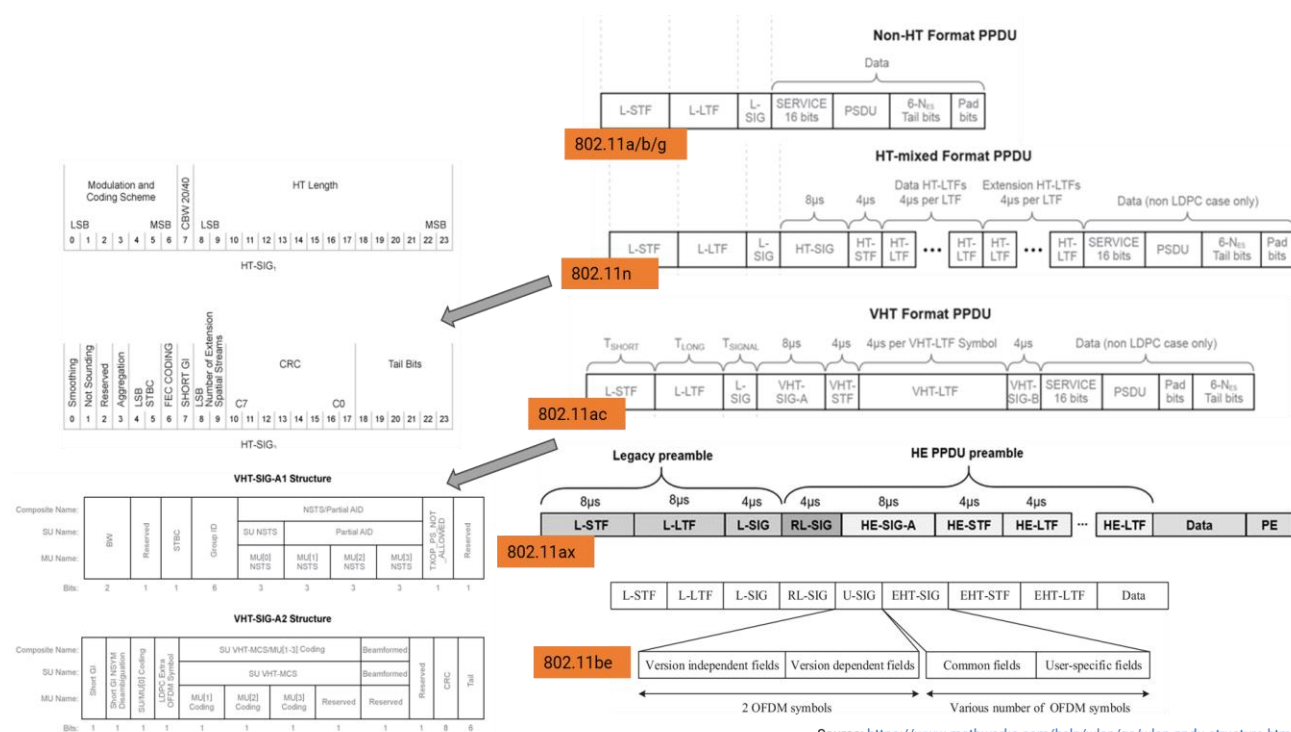 Non-HT Format PPDU
Data
L-STF L-LTF L-SIG SERVICE 16 bits PSDU 6-NES Tail bits Pad bits
802.11a/b/g
HT-mixed Format PPDU
8µs 4µs Data HT-LTFs 4µs per LTF Extension HT-LTFs 4µs per LTF Data (non LDPC case only)
L-STF L-LTF L-SIG HT-SIG HT-STF HT-LTF ••• HT-LTF HT-LTF ••• HT-LTF SERVICE 16 bits PSDU 6-NES Tail bits Pad bits
802.11n
Modulation and Coding Scheme CBW 20/40 HT Length
LSB MSB LSB MSB
0 1 2 3 4 5 6 7 8 9 10 11 12 13 14 15 16 17 18 19 20 21 22 23
HT-SIG1
Smoothing Not Sounding Reserved Aggregation LSB STBC FEC CODING SHORT GI LSB Number of Extension Spatial Streams CRC Tail Bits
C7 C0
0 1 2 3 4 5 6 7 8 9 10 11 12 13 14 15 16 17 18 19 20 21 22 23
VHT Format PPDU
TSHORT TLONG TSIGNAL 8µs 4µs 4µs per VHT-LTF Symbol 4µs Data (non LDPC case only)
L-STF L-LTF L-SIG VHT-SIG-A VHT-STF VHT-LTF VHT-SIG-B SERVICE 16 bits PSDU Pad bits 6-NES Tail bits
802.11ac
VHT-SIG-A1 Structure
Composite Name: BW Reserved STBC Group ID NSTS/Partial AID TXOP_PS_NOT_ALLOWED Reserved
SU Name: SU NSTS Partial AID
MU Name: MU[0] NSTS MU[1] NSTS MU[2] NSTS MU[3] NSTS
Bits: 2 1 1 6 3 3 3 3 1 1
VHT-SIG-A2 Structure
Composite Name: Short GI Short GI NSYM Disambiguation SU/MU[0] Coding LDPC Extra OFDM Symbol SU VHT-MCS/MU[1-3] Coding Beamformed Reserved CRC Tail
SU Name: SU VHT-MCS Beamformed
MU Name: MU[1] Coding MU[2] Coding MU[3] Coding Reserved Reserved
Bits: 1 1 1 1 1 1 1 1 1 1 8 6
Legacy preamble HE PPDU preamble
8µs 8µs 4µs 4µs 8µs 4µs 4µs
L-STF L-LTF L-SIG RL-SIG HE-SIG-A HE-STF HE-LTF ... HE-LTF Data PE
802.11ax
L-STF L-LTF L-SIG RL-SIG U-SIG EHT-SIG EHT-STF EHT-LTF Data
802.11be
Version independent fields Version dependent fields Common fields User-specific fields
2 OFDM symbols Various number of OFDM symbols